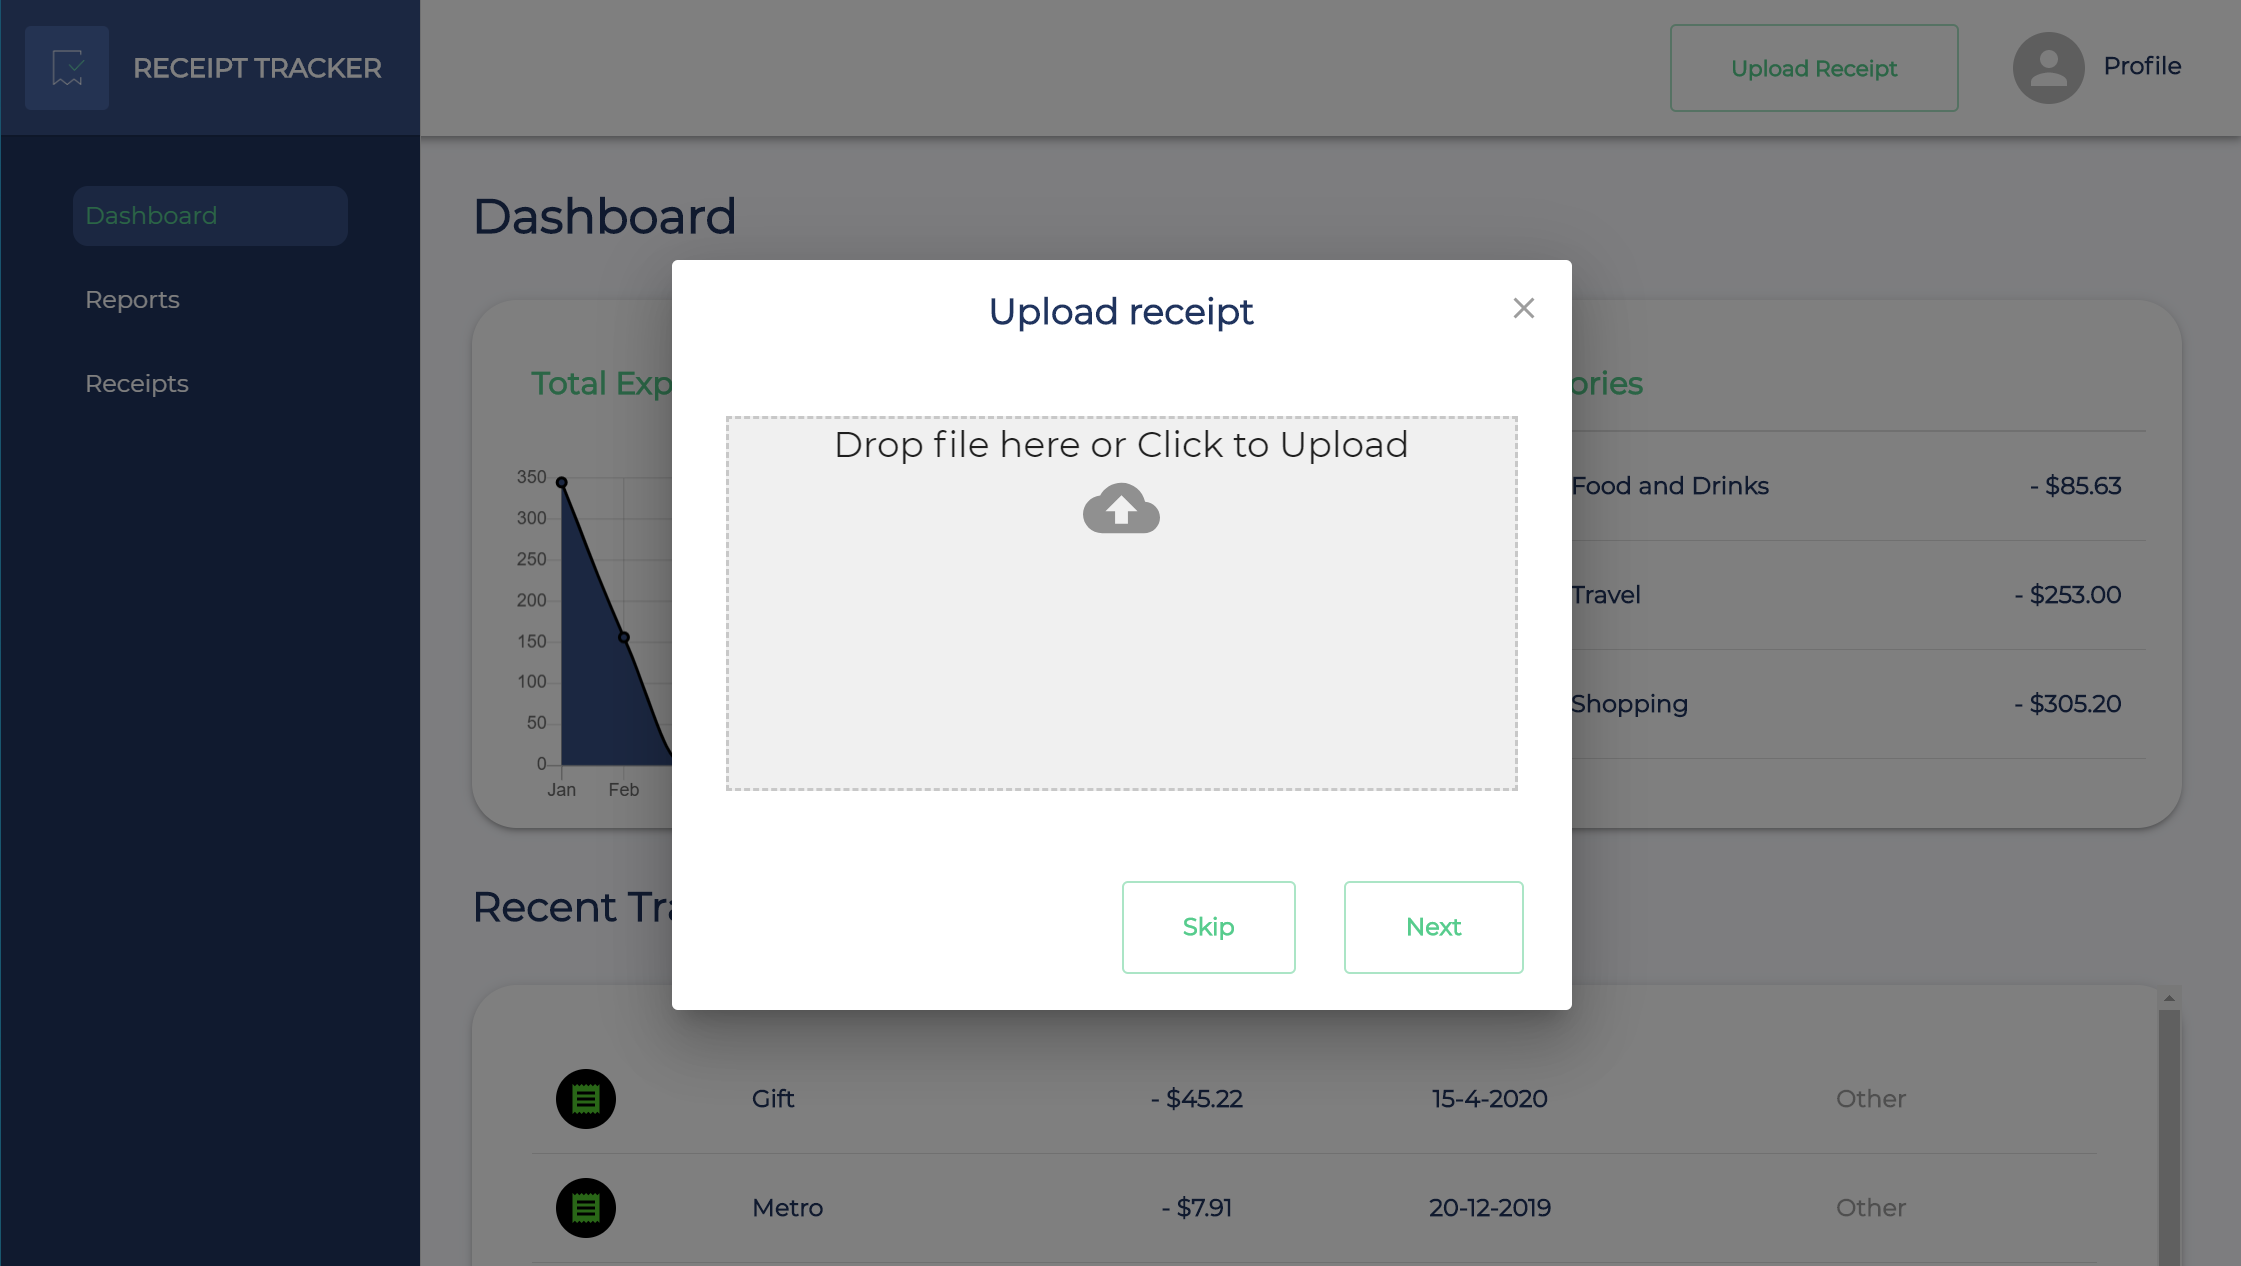 RECEIPT TRACKER
Upload Receipt
Profile
Dashboard
Reports
Receipts
Dashboard
Upload receipt
Total Exp
ories
Drop file here or Click to Upload
350
300
250
200
150
100
50
0
Jan Feb
Food and Drinks - $85.63
Travel - $253.00
Shopping - $305.20
Skip
Next
Recent Tra
Gift - $45.22 15-4-2020 Other
Metro - $7.91 20-12-2019 Other